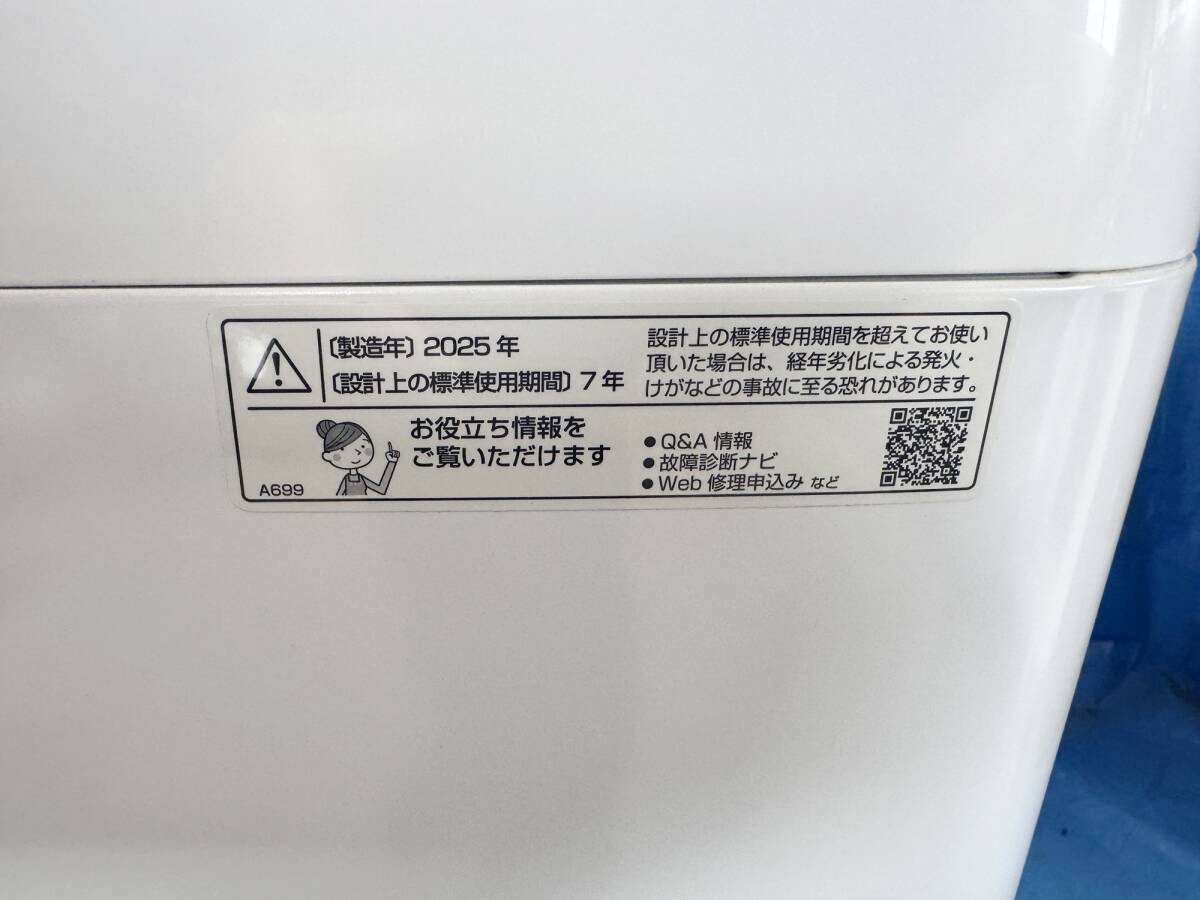 〔製造年〕2025年
〔設計上の標準使用期間〕7年
設計上の標準使用期間を超えてお使い
頂いた場合は、経年劣化による発火・
けがなどの事故に至る恐れがあります。
お役立ち情報を
ご覧いただけます
●Q&A 情報
●故障診断ナビ
●Web 修理申込み など
A699